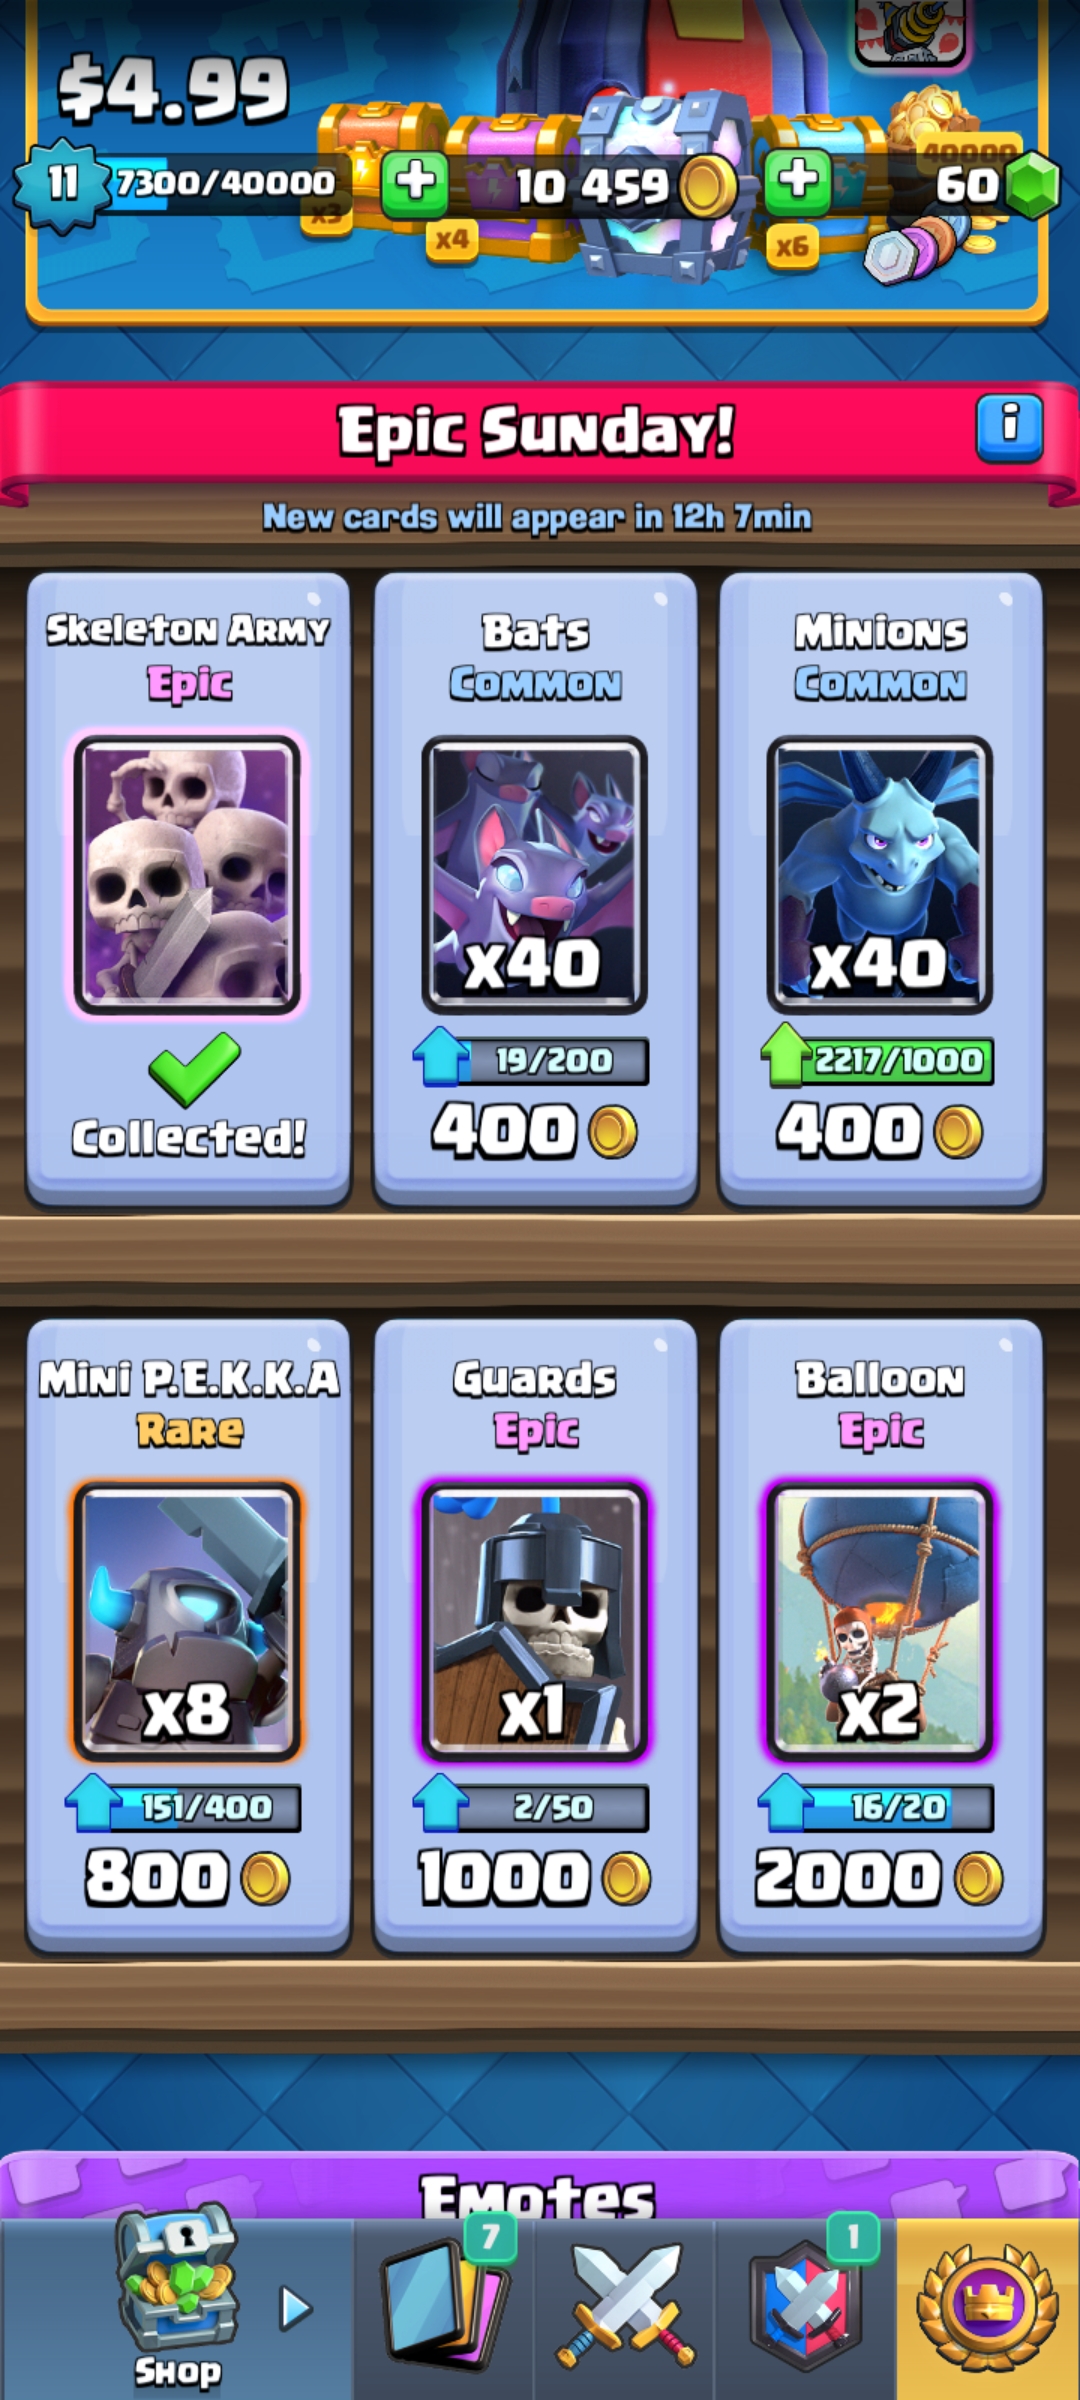 $4.99
11
7300/40000
10 459
60
40000
x3
x4
x6
Epic Sunday!
i
New cards will appear in 12h 7min
Skeleton Army
Epic
Collected!
Bats
Common
x40
19/200
400
Minions
Common
x40
2217/1000
400
Mini P.E.K.K.A
Rare
x8
151/400
800
Guards
Epic
x1
2/50
1000
Balloon
Epic
x2
16/20
2000
Emotes
Shop
7
1